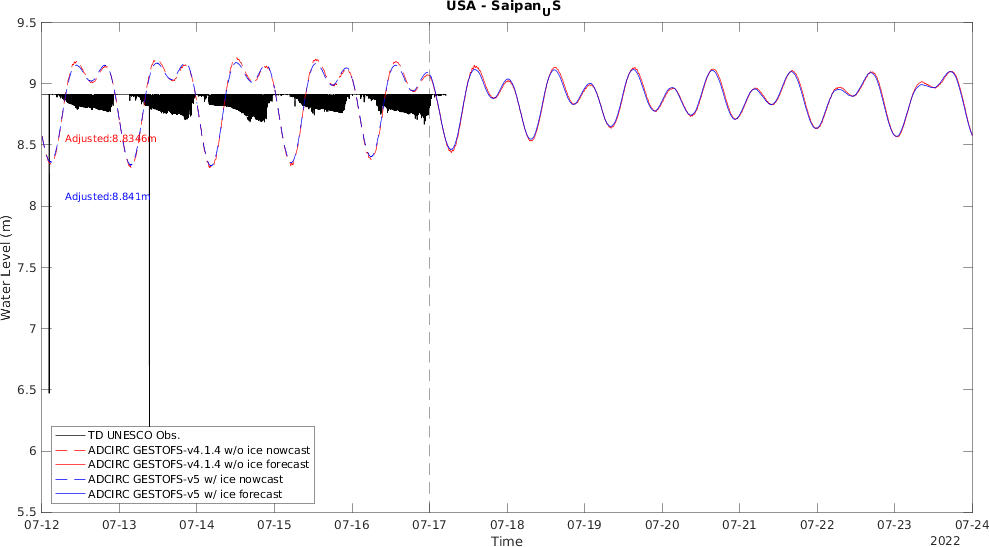 USA - SaipanUS
9.5
9
8.5
8
7.5
7
6.5
6
5.5
Water Level (m)
Adjusted:8.8346m
Adjusted:8.841m
TD UNESCO Obs.
ADCIRC GESTOFS-v4.1.4 w/o ice nowcast
ADCIRC GESTOFS-v4.1.4 w/o ice forecast
ADCIRC GESTOFS-v5 w/ ice nowcast
ADCIRC GESTOFS-v5 w/ ice forecast
07-12 07-13 07-14 07-15 07-16 07-17 07-18 07-19 07-20 07-21 07-22 07-23 07-24
Time
2022